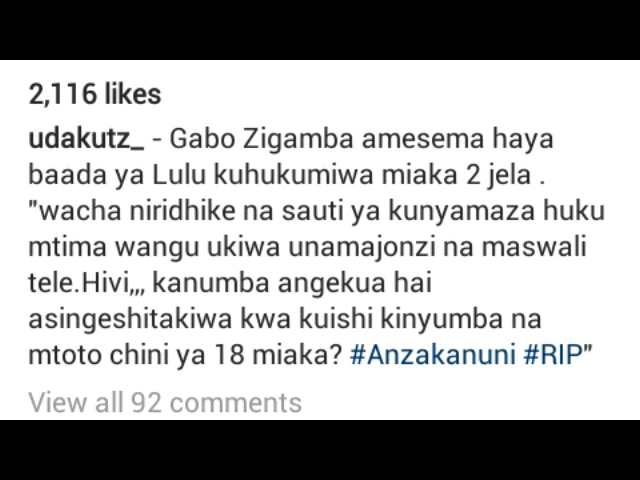 2,116 likes
udakutz_ - Gabo Zigamba amesema haya
baada ya Lulu kuhukumiwa miaka 2 jela .
"wacha niridhike na sauti ya kunyamaza huku
mtima wangu ukiwa unamajonzi na maswali
tele.Hivi,,, kanumba angekua hai
asingeshitakiwa kwa kuishi kinyumba na
mtoto chini ya 18 miaka? #Anzakanuni #RIP"
View all 92 comments